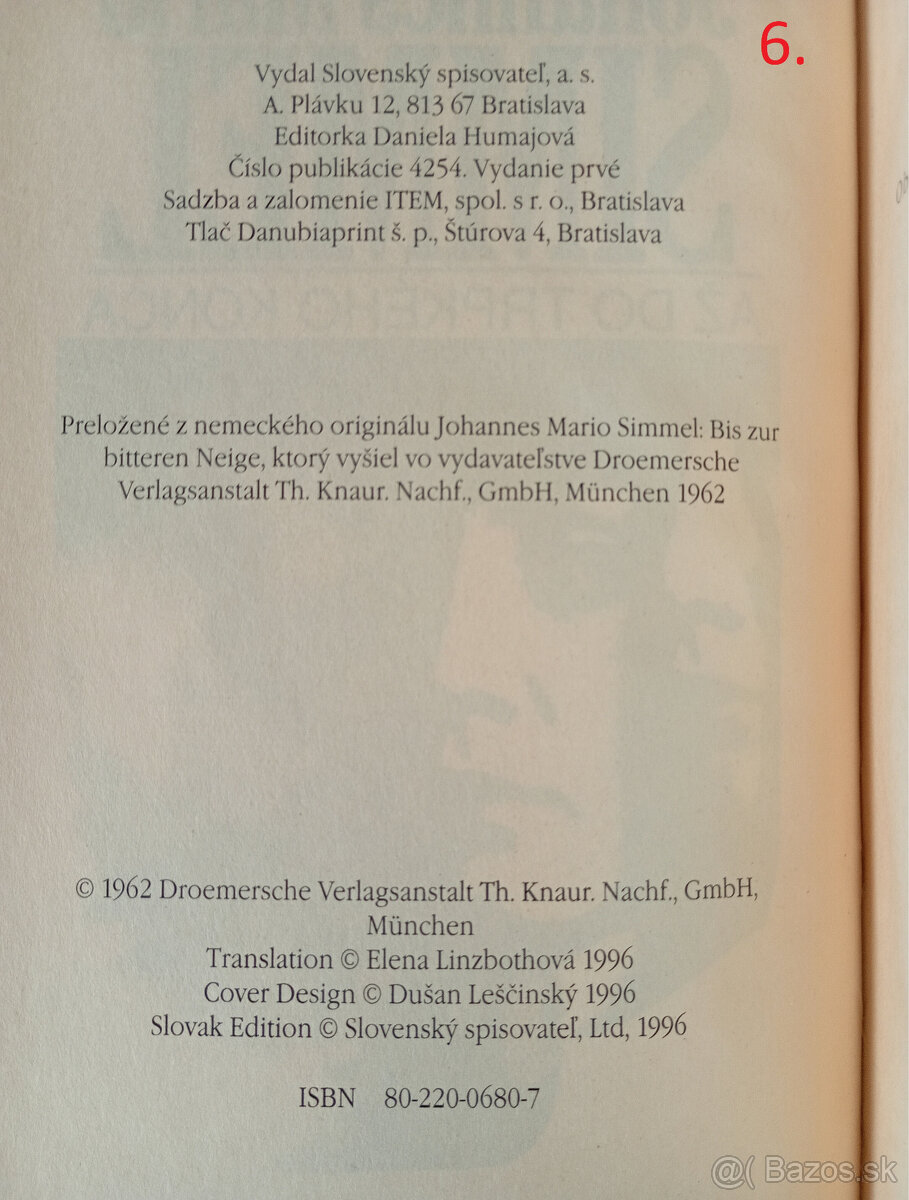 6.
Vydal Slovenský spisovateľ, a. s.
A. Plávku 12, 813 67 Bratislava
Editorka Daniela Humajová
Číslo publikácie 4254. Vydanie prvé
Sadzba a zalomenie ITEM, spol. s r. o., Bratislava
Tlač Danubiaprint š. p., Štúrova 4, Bratislava
AŽ DO TRPKÉHO KONCA
Preložené z nemeckého originálu Johannes Mario Simmel: Bis zur
bitteren Neige, ktorý vyšiel vo vydavateľstve Droemersche
Verlagsanstalt Th. Knaur. Nachf., GmbH, München 1962
© 1962 Droemersche Verlagsanstalt Th. Knaur. Nachf., GmbH,
München
Translation © Elena Linzbothová 1996
Cover Design © Dušan Leščinský 1996
Slovak Edition © Slovenský spisovateľ, Ltd, 1996
ISBN 80-220-0680-7
@( Bazos.sk